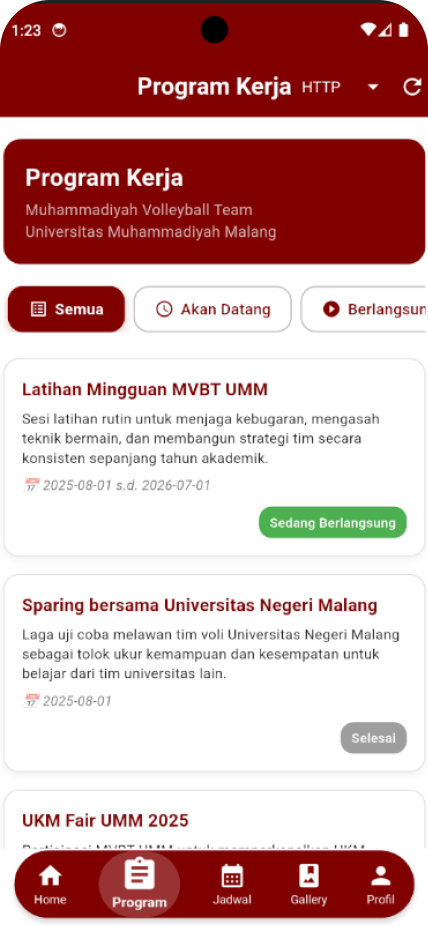 1:23
Program Kerja HTTP
Program Kerja
Muhammadiyah Volleyball Team
Universitas Muhammadiyah Malang
Semua
Akan Datang
Berlangsun
Latihan Mingguan MVBT UMM
Sesi latihan rutin untuk menjaga kebugaran, mengasah
teknik bermain, dan membangun strategi tim secara
konsisten sepanjang tahun akademik.
2025-08-01 s.d. 2026-07-01
Sedang Berlangsung
Sparing bersama Universitas Negeri Malang
Laga uji coba melawan tim voli Universitas Negeri Malang
sebagai tolok ukur kemampuan dan kesempatan untuk
belajar dari tim universitas lain.
2025-08-01
Selesai
UKM Fair UMM 2025
Home
Program
Jadwal
Gallery
Profil